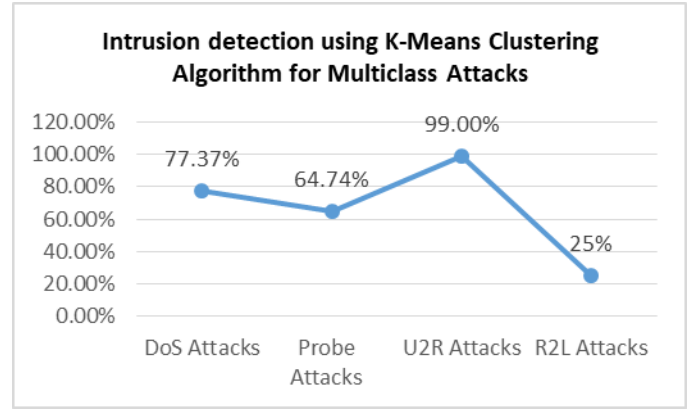 Intrusion detection using K-Means Clustering
Algorithm for Multiclass Attacks
120.00%
100.00%
80.00%
60.00%
40.00%
20.00%
0.00%
77.37%
64.74%
99.00%
25%
DoS Attacks
Probe
Attacks
U2R Attacks
R2L Attacks